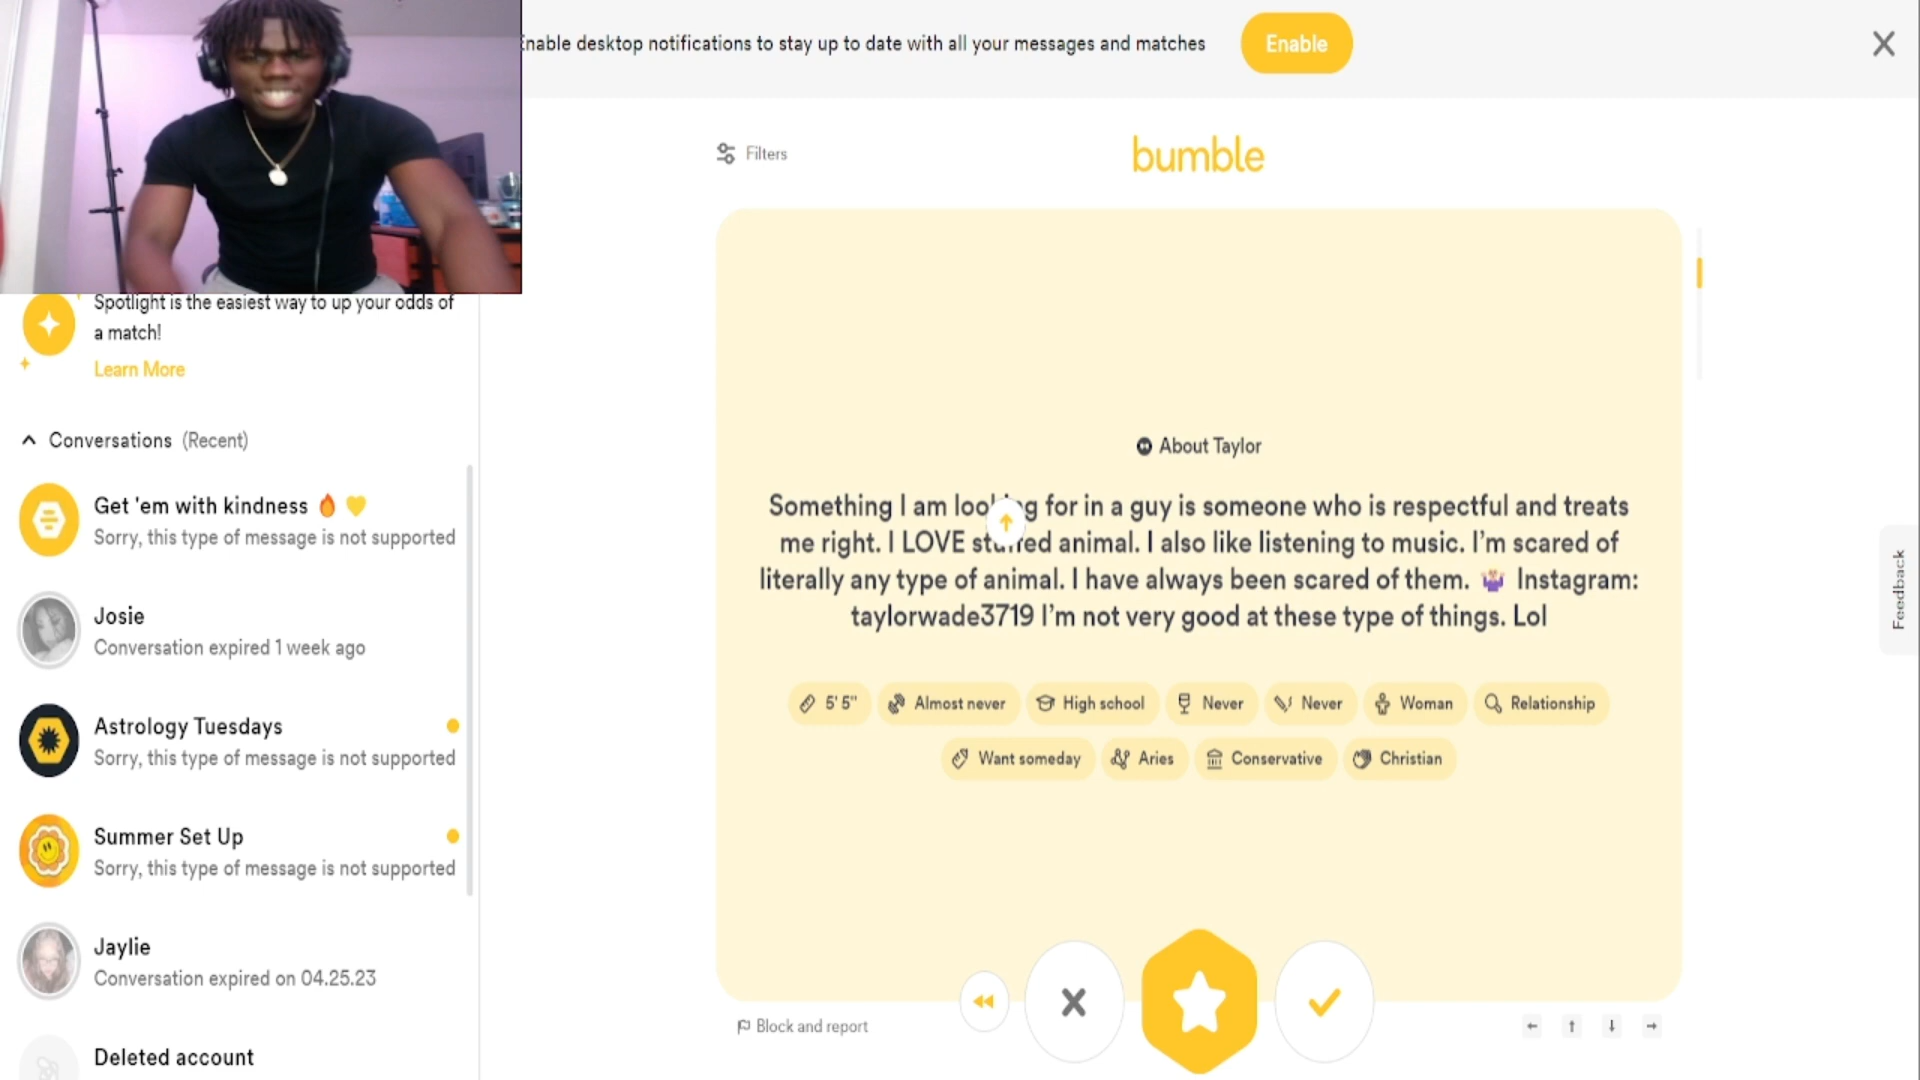 Enable desktop notifications to stay up to date with all your messages and matches
Enable
Filters
bumble
Spotlight is the easiest way to up your odds of
a match!
Learn More
Conversations (Recent)
Get 'em with kindness 🔥 💛
Sorry, this type of message is not supported
Josie
Conversation expired 1 week ago
Astrology Tuesdays
Sorry, this type of message is not supported
Summer Set Up
Sorry, this type of message is not supported
Jaylie
Conversation expired on 04.25.23
Deleted account
About Taylor
Something I am looking for in a guy is someone who is respectful and treats
me right. I LOVE stuffed animal. I also like listening to music. I'm scared of
literally any type of animal. I have always been scared of them. 🤷🏼‍♀️ Instagram:
taylorwade3719 I'm not very good at these type of things. Lol
5' 5" Almost never High school Never Never Woman Relationship
Want someday Aries Conservative Christian
Block and report
Feedback